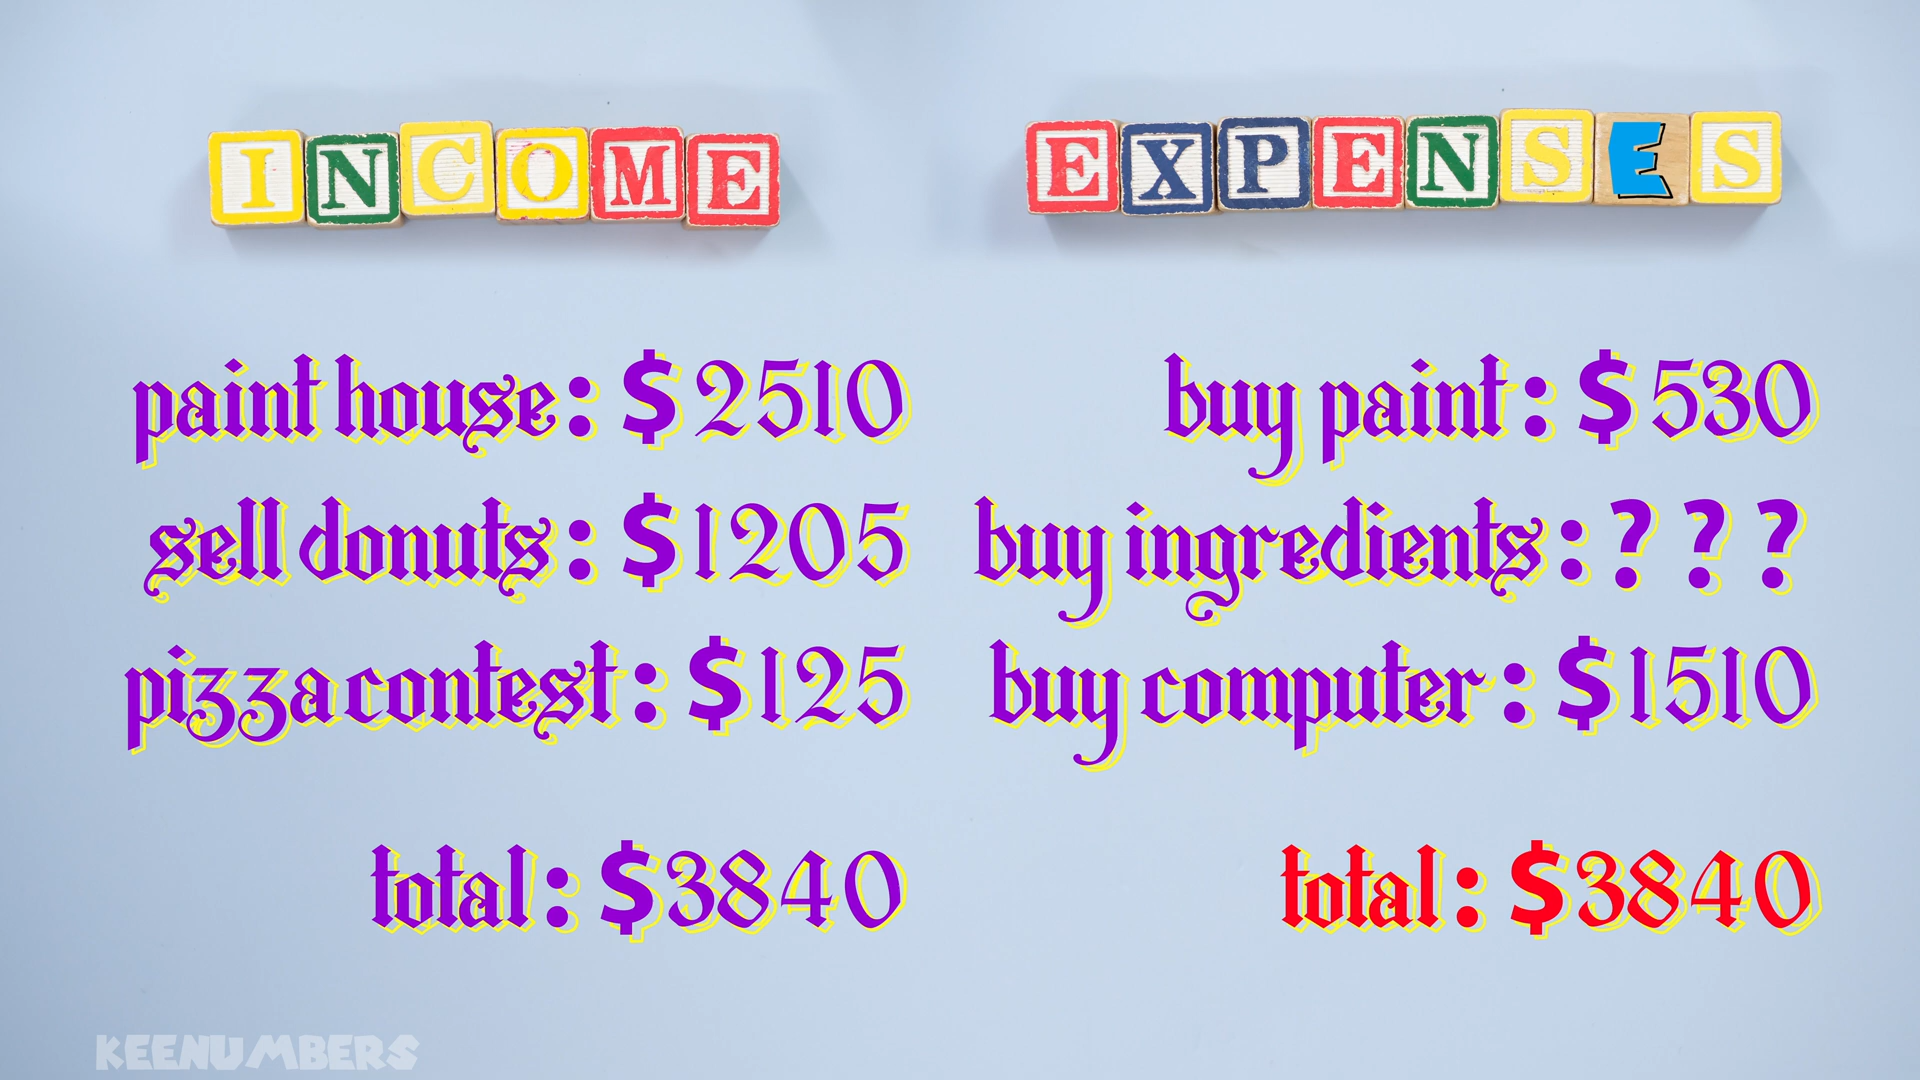 INCOME
EXPENSES
paint house: $2510
sell donuts: $1205
pizza contest: $125
total: $3840
buy paint: $530
buy ingredients: ???
buy computer: $1510
total: $3840
KEENUMBERS